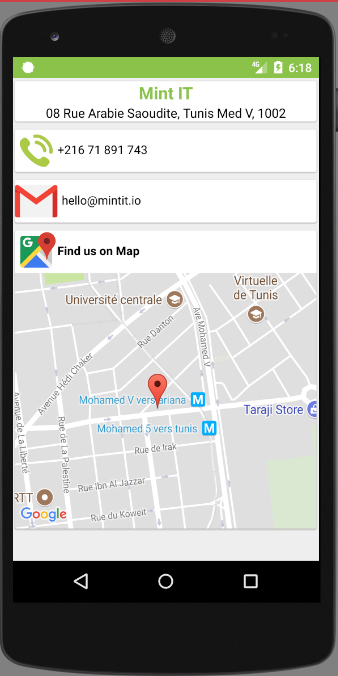 4G 6:18
Mint IT
08 Rue Arabie Saoudite, Tunis Med V, 1002
+216 71 891 743
hello@mintit.io
G
Find us on Map
Virtuelle
de Tunis
Université centrale
Ave Mohamed V
Rue Danton
Avenue Hédi Chaker
Mohamed V vers ariana M
Taraji Store
Mohamed 5 vers tunis M
Avenue de La Liberté
Rue de La Palestine
Rue de Irak
Rue Ibn Al Jazzar
RTT
Rue du Koweit
Google